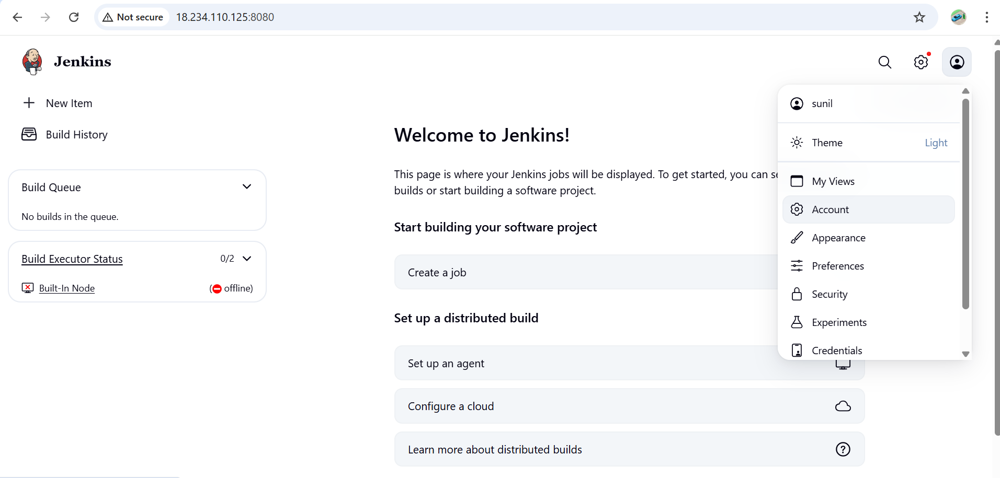 Not secure 18.234.110.125:8080
Jenkins
New Item
Build History
Build Queue
No builds in the queue.
Build Executor Status 0/2
Built-In Node (offline)
Welcome to Jenkins!
This page is where your Jenkins jobs will be displayed. To get started, you can
builds or start building a software project.
Start building your software project
Create a job
Set up a distributed build
Set up an agent
Configure a cloud
Learn more about distributed builds
sunil
Theme Light
My Views
Account
Appearance
Preferences
Security
Experiments
Credentials